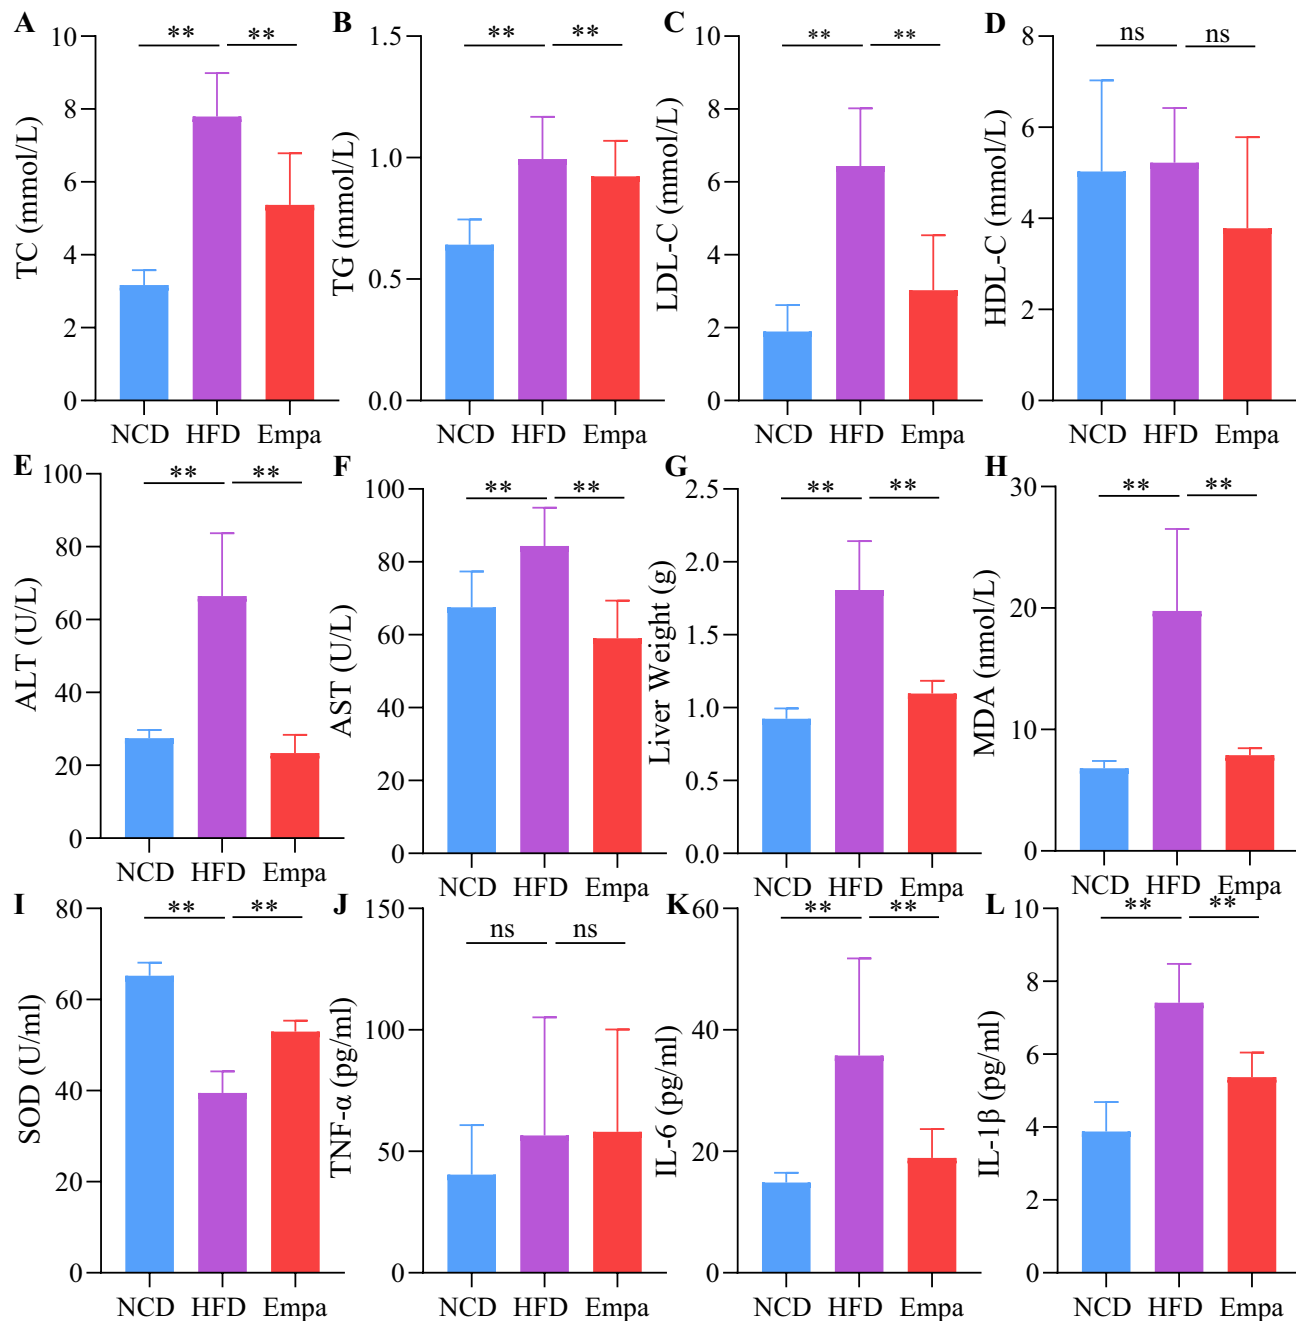 A
TC (mmol/L)
10
8
6
4
2
0
** **
NCD HFD Empa
B
TG (mmol/L)
1.5
1.0
0.5
0.0
** **
NCD HFD Empa
C
LDL-C (mmol/L)
10
8
6
4
2
0
** **
NCD HFD Empa
D
HDL-C (mmol/L)
8
6
4
2
0
ns ns
NCD HFD Empa
E
ALT (U/L)
100
80
60
40
20
0
** **
NCD HFD Empa
F
AST (U/L)
100
80
60
40
20
0
** **
NCD HFD Empa
G
Liver Weight (g)
2.5
2.0
1.5
1.0
0.5
0.0
** **
NCD HFD Empa
H
MDA (nmol/L)
30
20
10
0
** **
NCD HFD Empa
I
SOD (U/ml)
80
60
40
20
0
** **
NCD HFD Empa
J
TNF-α (pg/ml)
150
100
50
0
ns ns
NCD HFD Empa
K
IL-6 (pg/ml)
60
40
20
0
** **
NCD HFD Empa
L
IL-1β (pg/ml)
10
8
6
4
2
0
** **
NCD HFD Empa